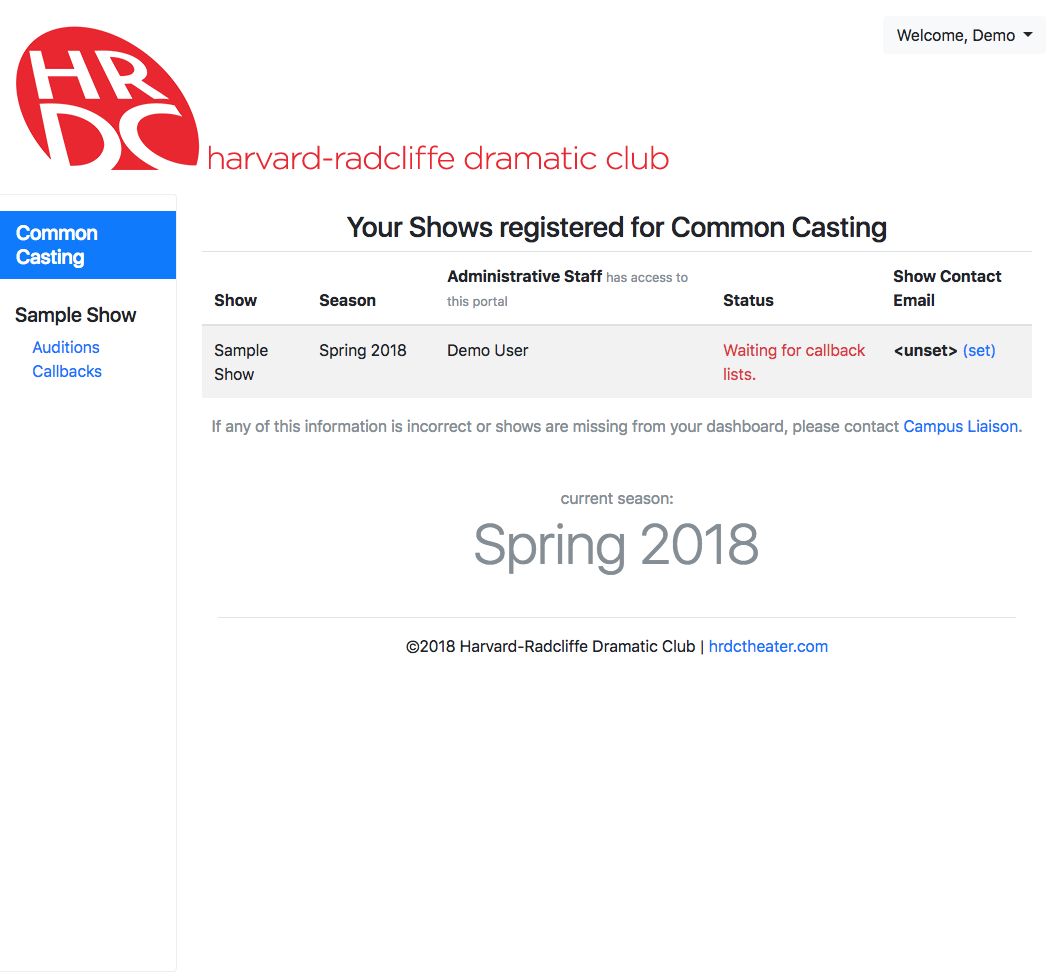 Welcome, Demo
HR
DC
harvard-radcliffe dramatic club
Common
Casting
Sample Show
Auditions
Callbacks
Your Shows registered for Common Casting
Show Season Administrative Staff has access to this portal Status Show Contact Email
Sample Show Spring 2018 Demo User Waiting for callback lists. <unset> (set)
If any of this information is incorrect or shows are missing from your dashboard, please contact Campus Liaison.
current season:
Spring 2018
©2018 Harvard-Radcliffe Dramatic Club | hrdctheater.com